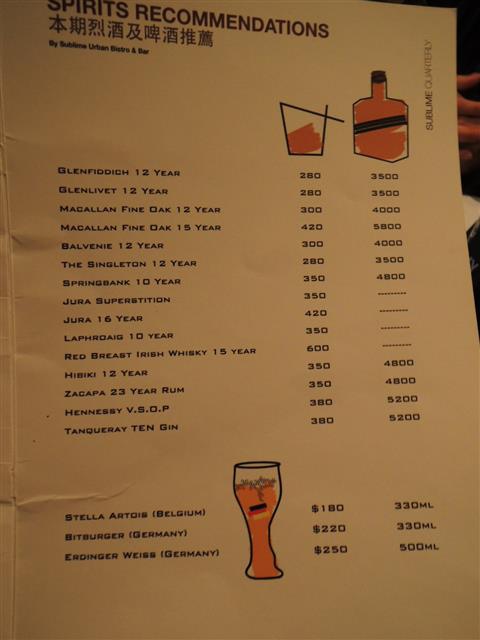 SPIRITS RECOMMENDATIONS
本期烈酒及啤酒推薦
By Sublime Urban Bistro & Bar
SUBLIME QUARTERLY
GLENFIDDICH 12 YEAR 280 3500
GLENLIVET 12 YEAR 280 3500
MACALLAN FINE OAK 12 YEAR 300 4000
MACALLAN FINE OAK 15 YEAR 420 5800
BALVENIE 12 YEAR 300 4000
THE SINGLETON 12 YEAR 280 3500
SPRINGBANK 10 YEAR 350 4800
JURA SUPERSTITION 350 ---------
JURA 16 YEAR 420 ---------
LAPHROAIG 10 YEAR 350 ---------
RED BREAST IRISH WHISKY 15 YEAR 600 ---------
HIBIKI 12 YEAR 350 4800
ZACAPA 23 YEAR RUM 350 4800
HENNESSY V.S.O.P 380 5200
TANQUERAY TEN GIN 380 5200
STELLA ARTOIS (BELGIUM) $180 330ML
BITBURGER (GERMANY) $220 330ML
ERDINGER WEISS (GERMANY) $250 500ML